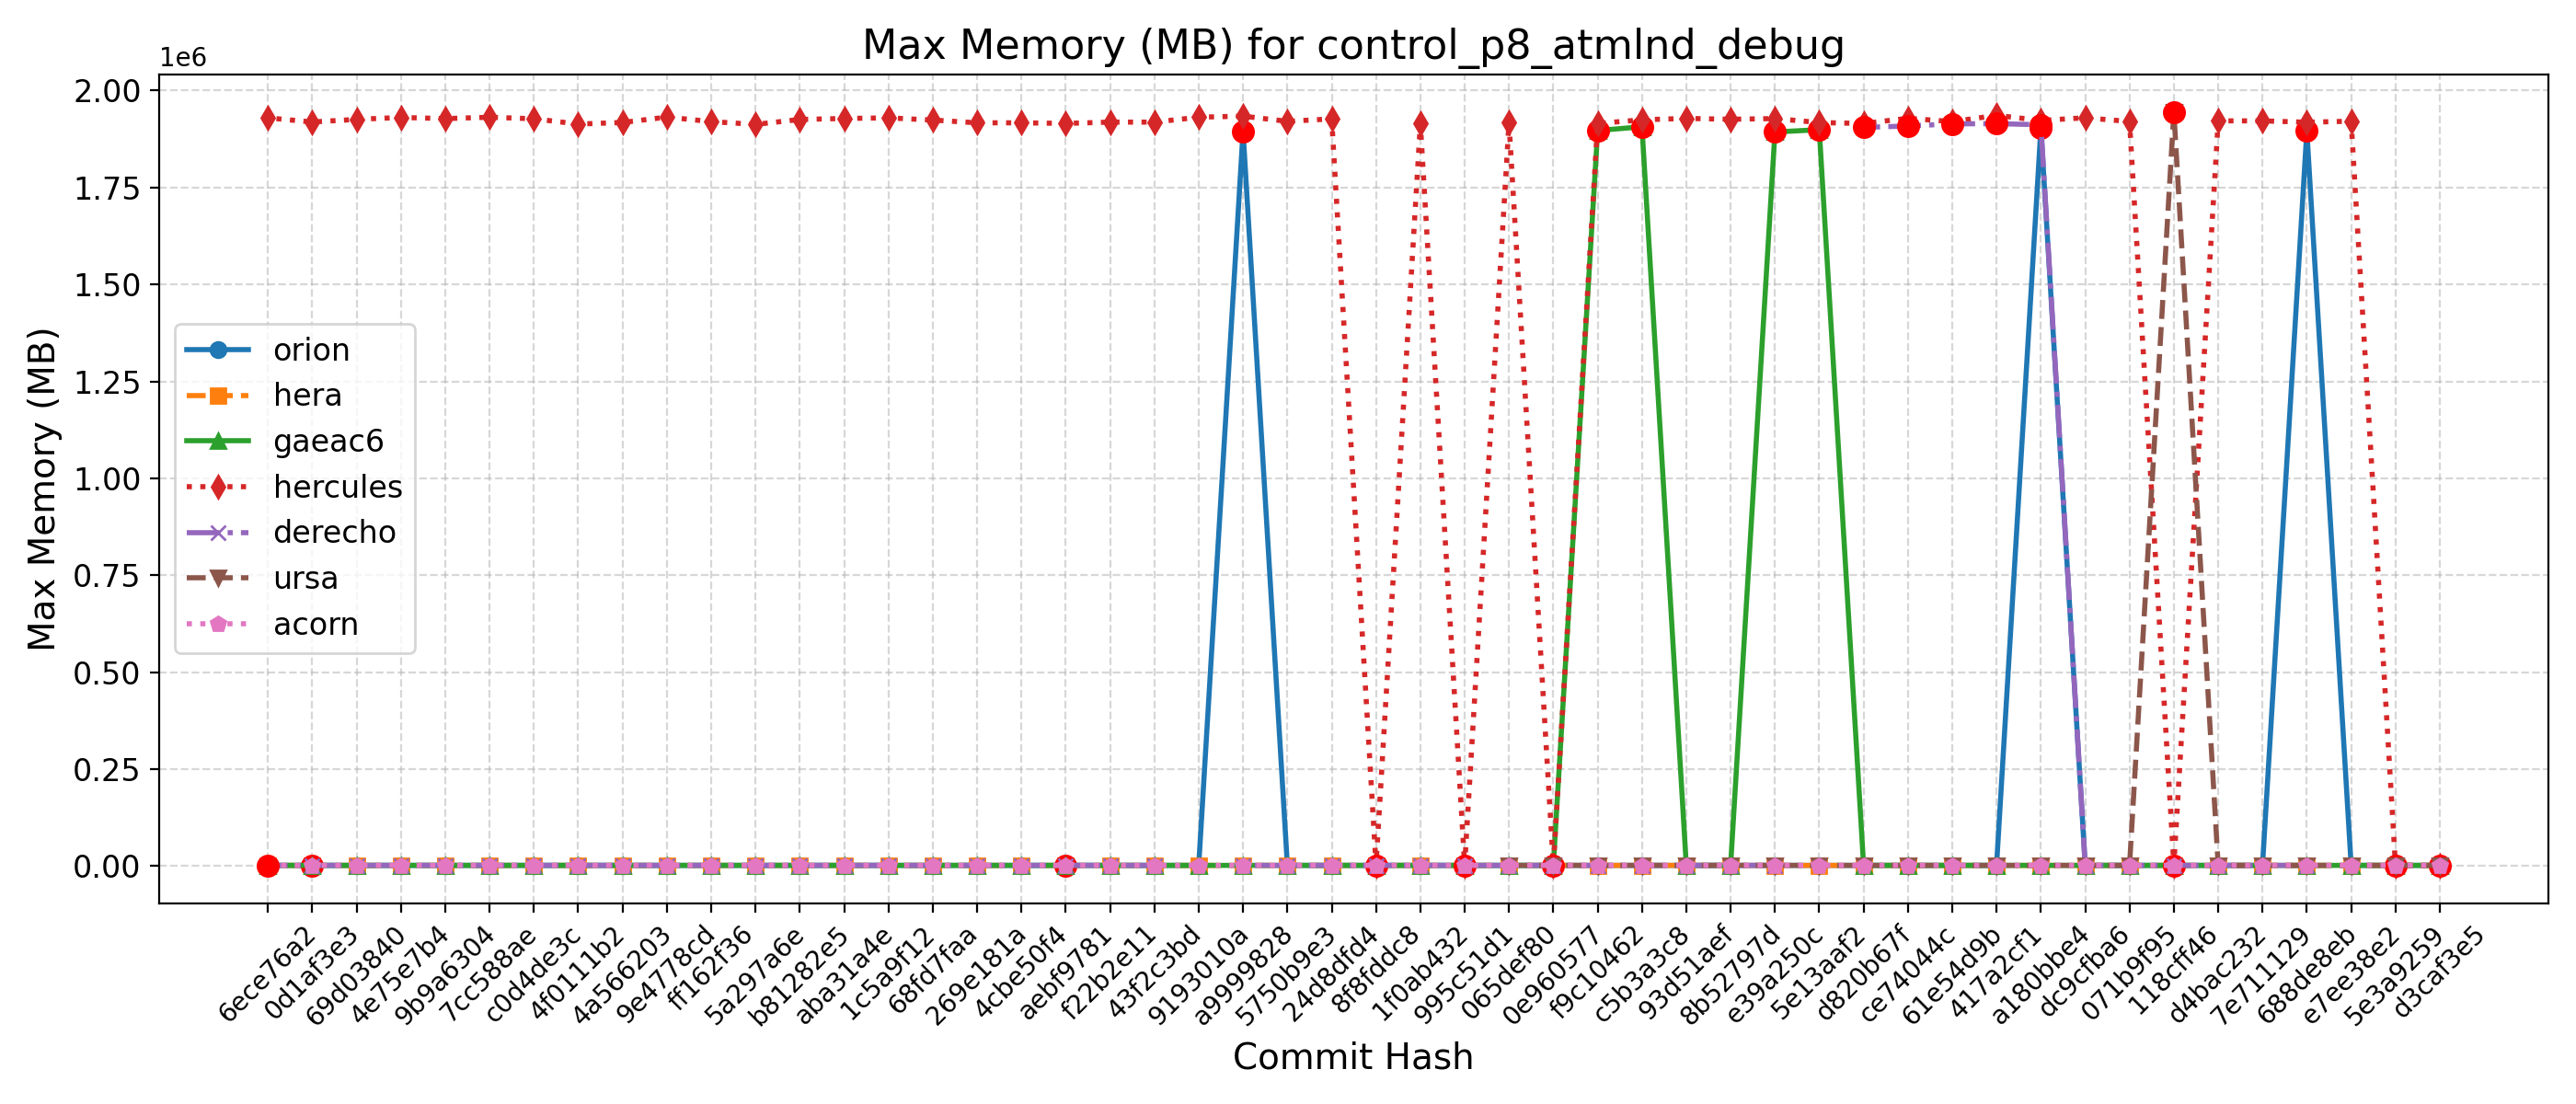 Max Memory (MB) for control_p8_atmlnd_debug
1e6
2.00
1.75
1.50
1.25
1.00
0.75
0.50
0.25
0.00
Max Memory (MB)
orion
hera
gaeac6
hercules
derecho
ursa
acorn
6ece76a2
0d1af3e3
69d03840
4e75e7b4
9b9a6304
7cc588ae
c0d4de3c
4f0111b2
4a566203
9e4778cd
ff162f36
5a297a6e
b81282e5
aba31a4e
1c5a9f12
68fd7faa
269e181a
4cbe50f4
aebf9781
f22b2e11
43f2c3bd
9193010a
a9999828
5750b9e3
24d8dfd4
8f8fddc8
1f0ab432
995c51d1
065def80
0e960577
f9c10462
c5b3a3c8
93d51aef
8b52797d
e39a250c
5e13aaf2
d820b67f
ce74044c
61e54d9b
417a2cf1
a180bbe4
dc9cfba6
071b9f95
118cff46
d4bac232
7e711129
688de8eb
e7ee38e2
5e3a9259
d3caf3e5
Commit Hash